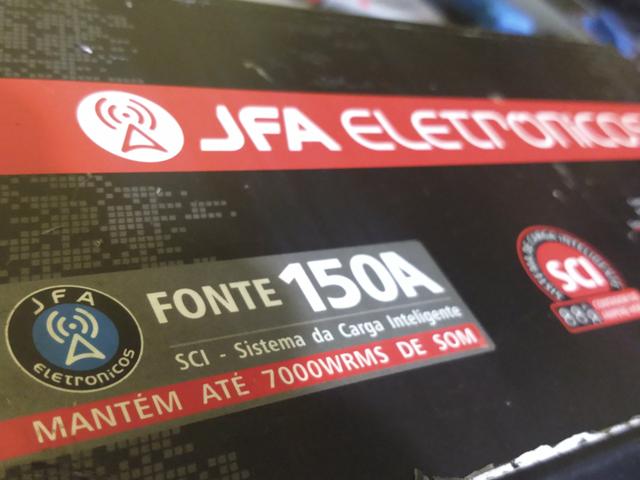 JFA ELETRONICOS
FONTE 150A
SCI - Sistema da Carga Inteligente
MANTÉM ATÉ 7000WRMS DE SOM
JFA
ELETRONICOS
SCI